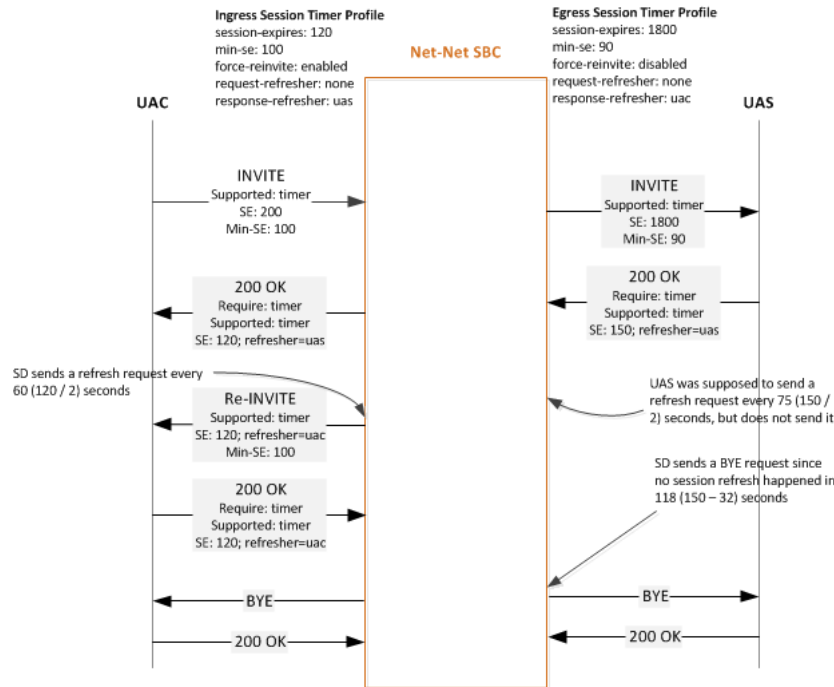 Ingress Session Timer Profile
session-expires: 120
min-se: 100
force-reinvite: enabled
request-refresher: none
response-refresher: uas
Net-Net SBC
Egress Session Timer Profile
session-expires: 1800
min-se: 90
force-reinvite: disabled
request-refresher: none
response-refresher: uac
UAC
UAS
INVITE
Supported: timer
SE: 200
Min-SE: 100
INVITE
Supported: timer
SE: 1800
Min-SE: 90
200 OK
Require: timer
Supported: timer
SE: 120; refresher=uas
200 OK
Require: timer
Supported: timer
SE: 150; refresher=uas
SD sends a refresh request every
60 (120 / 2) seconds
Re-INVITE
Supported: timer
SE: 120; refresher=uac
Min-SE: 100
UAS was supposed to send a
refresh request every 75 (150 /
2) seconds, but does not send it
SD sends a BYE request since
no session refresh happened in
118 (150 – 32) seconds
200 OK
Require: timer
Supported: timer
SE: 120; refresher=uac
BYE
BYE
200 OK
200 OK